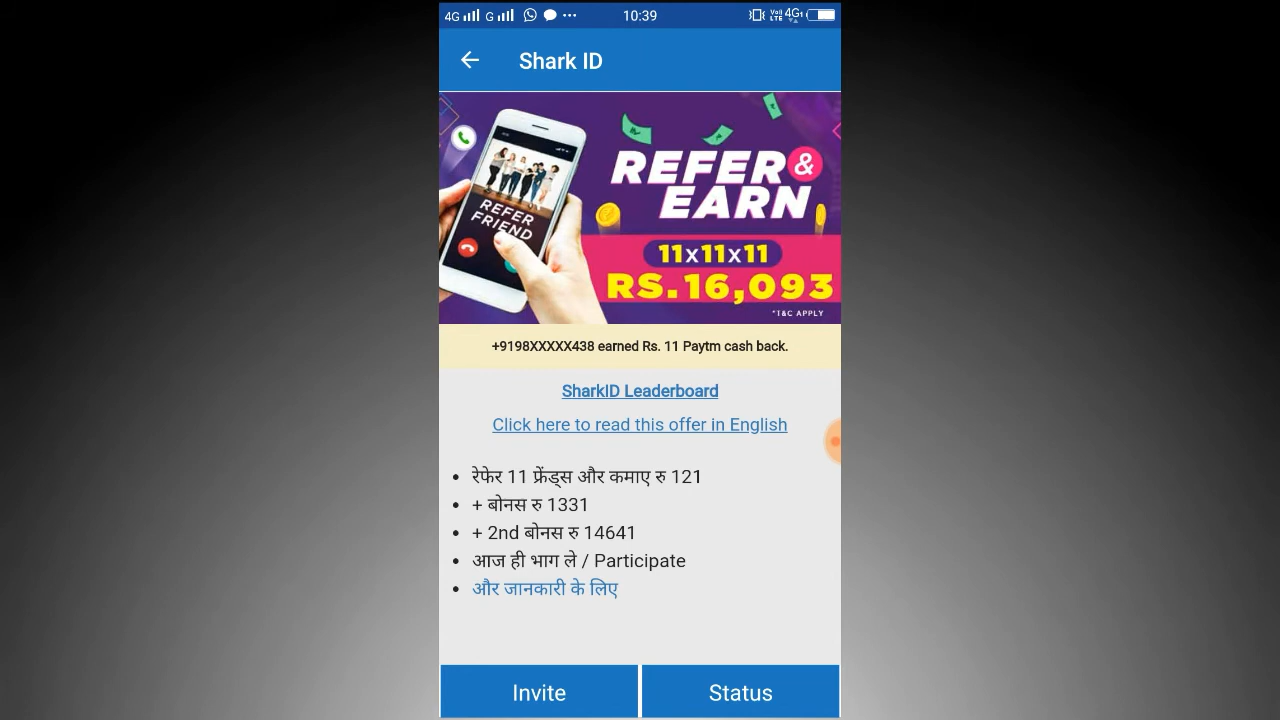 4G G 10:39 VoLTE 4G
Shark ID
REFER &
EARN
REFER
FRIEND
11x11x11
RS.16,093
*T&C APPLY
+9198XXXXX438 earned Rs. 11 Paytm cash back.
SharkID Leaderboard
Click here to read this offer in English
• रेफेर 11 फ्रेंड्स और कमाए रु 121
• + बोनस रु 1331
• + 2nd बोनस रु 14641
• आज ही भाग ले / Participate
• और जानकारी के लिए
Invite Status